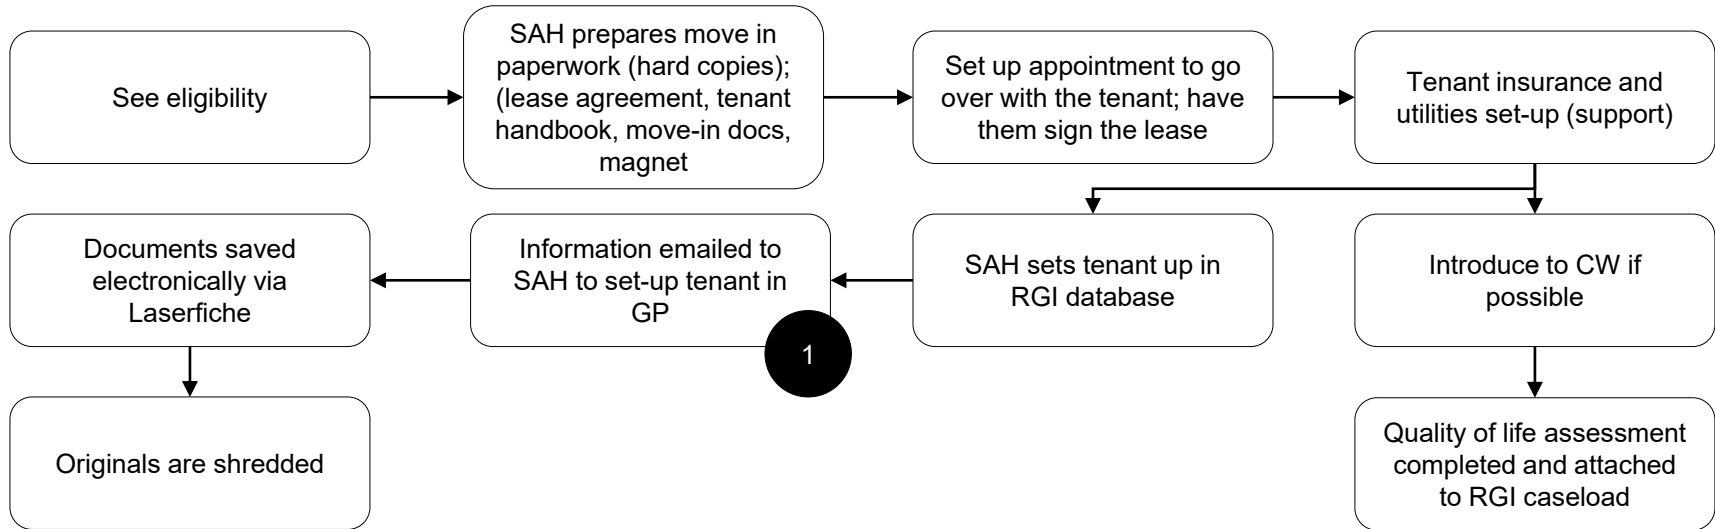 See eligibility
SAH prepares move in
paperwork (hard copies);
(lease agreement, tenant
handbook, move-in docs,
magnet
Set up appointment to go
over with the tenant; have
them sign the lease
Tenant insurance and
utilities set-up (support)
Documents saved
electronically via
Laserfiche
Information emailed to
SAH to set-up tenant in
GP
1
SAH sets tenant up in
RGI database
Introduce to CW if
possible
Originals are shredded
Quality of life assessment
completed and attached
to RGI caseload